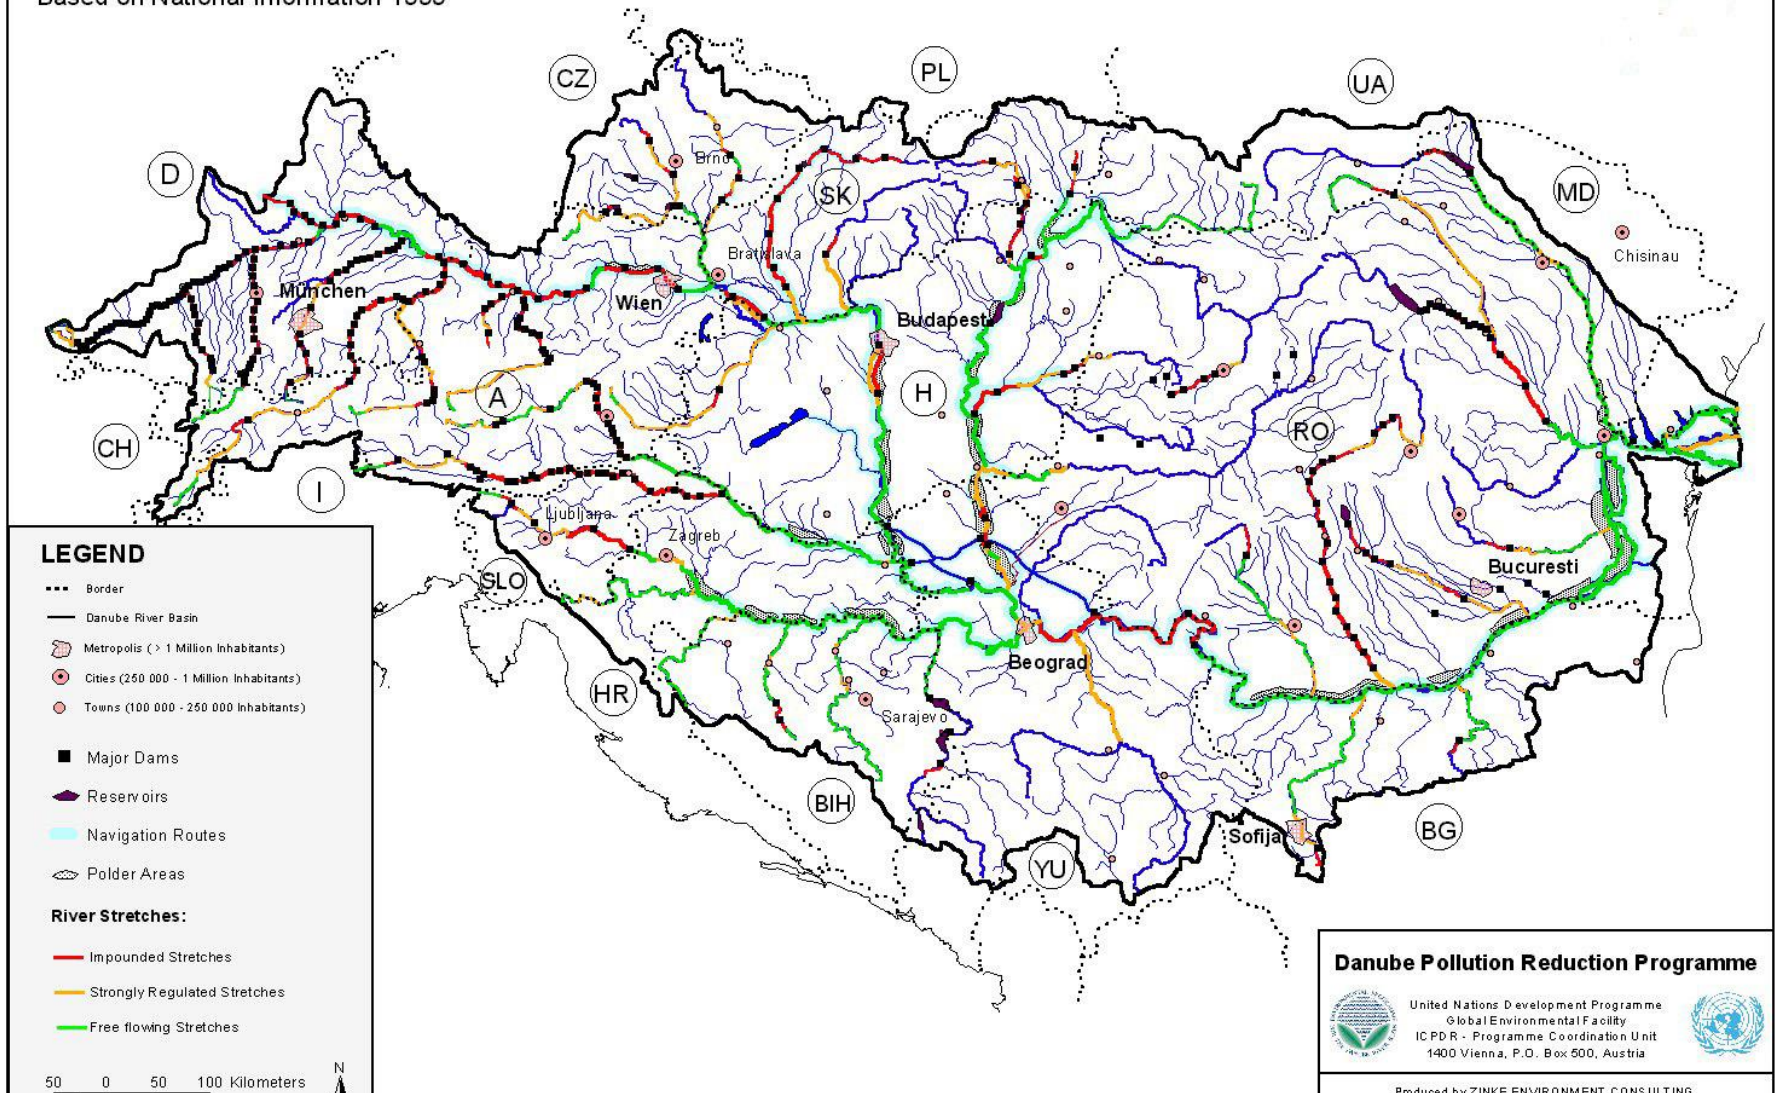 Based on National Information 1999
CZ
PL
UA
D
MD
SK
Brno
Chisinau
Bratislava
München
Wien
Budapest
A
H
CH
RO
I
Ljubljana
Zagreb
SLO
Bucuresti
Beograd
HR
Sarajevo
BIH
Sofija
BG
YU
LEGEND
Border
Danube River Basin
Metropolis ( > 1 Million Inhabitants)
Cities (250 000 - 1 Million Inhabitants)
Towns (100 000 - 250 000 Inhabitants)
Major Dams
Reservoirs
Navigation Routes
Polder Areas
River Stretches:
Impounded Stretches
Strongly Regulated Stretches
Free flowing Stretches
N
50 0 50 100 Kilometers
Danube Pollution Reduction Programme
United Nations Development Programme
Global Environmental Facility
ICPDR - Programme Coordination Unit
1400 Vienna, P.O. Box 500, Austria
Produced by ZINKE ENVIRONMENT CONSULTING